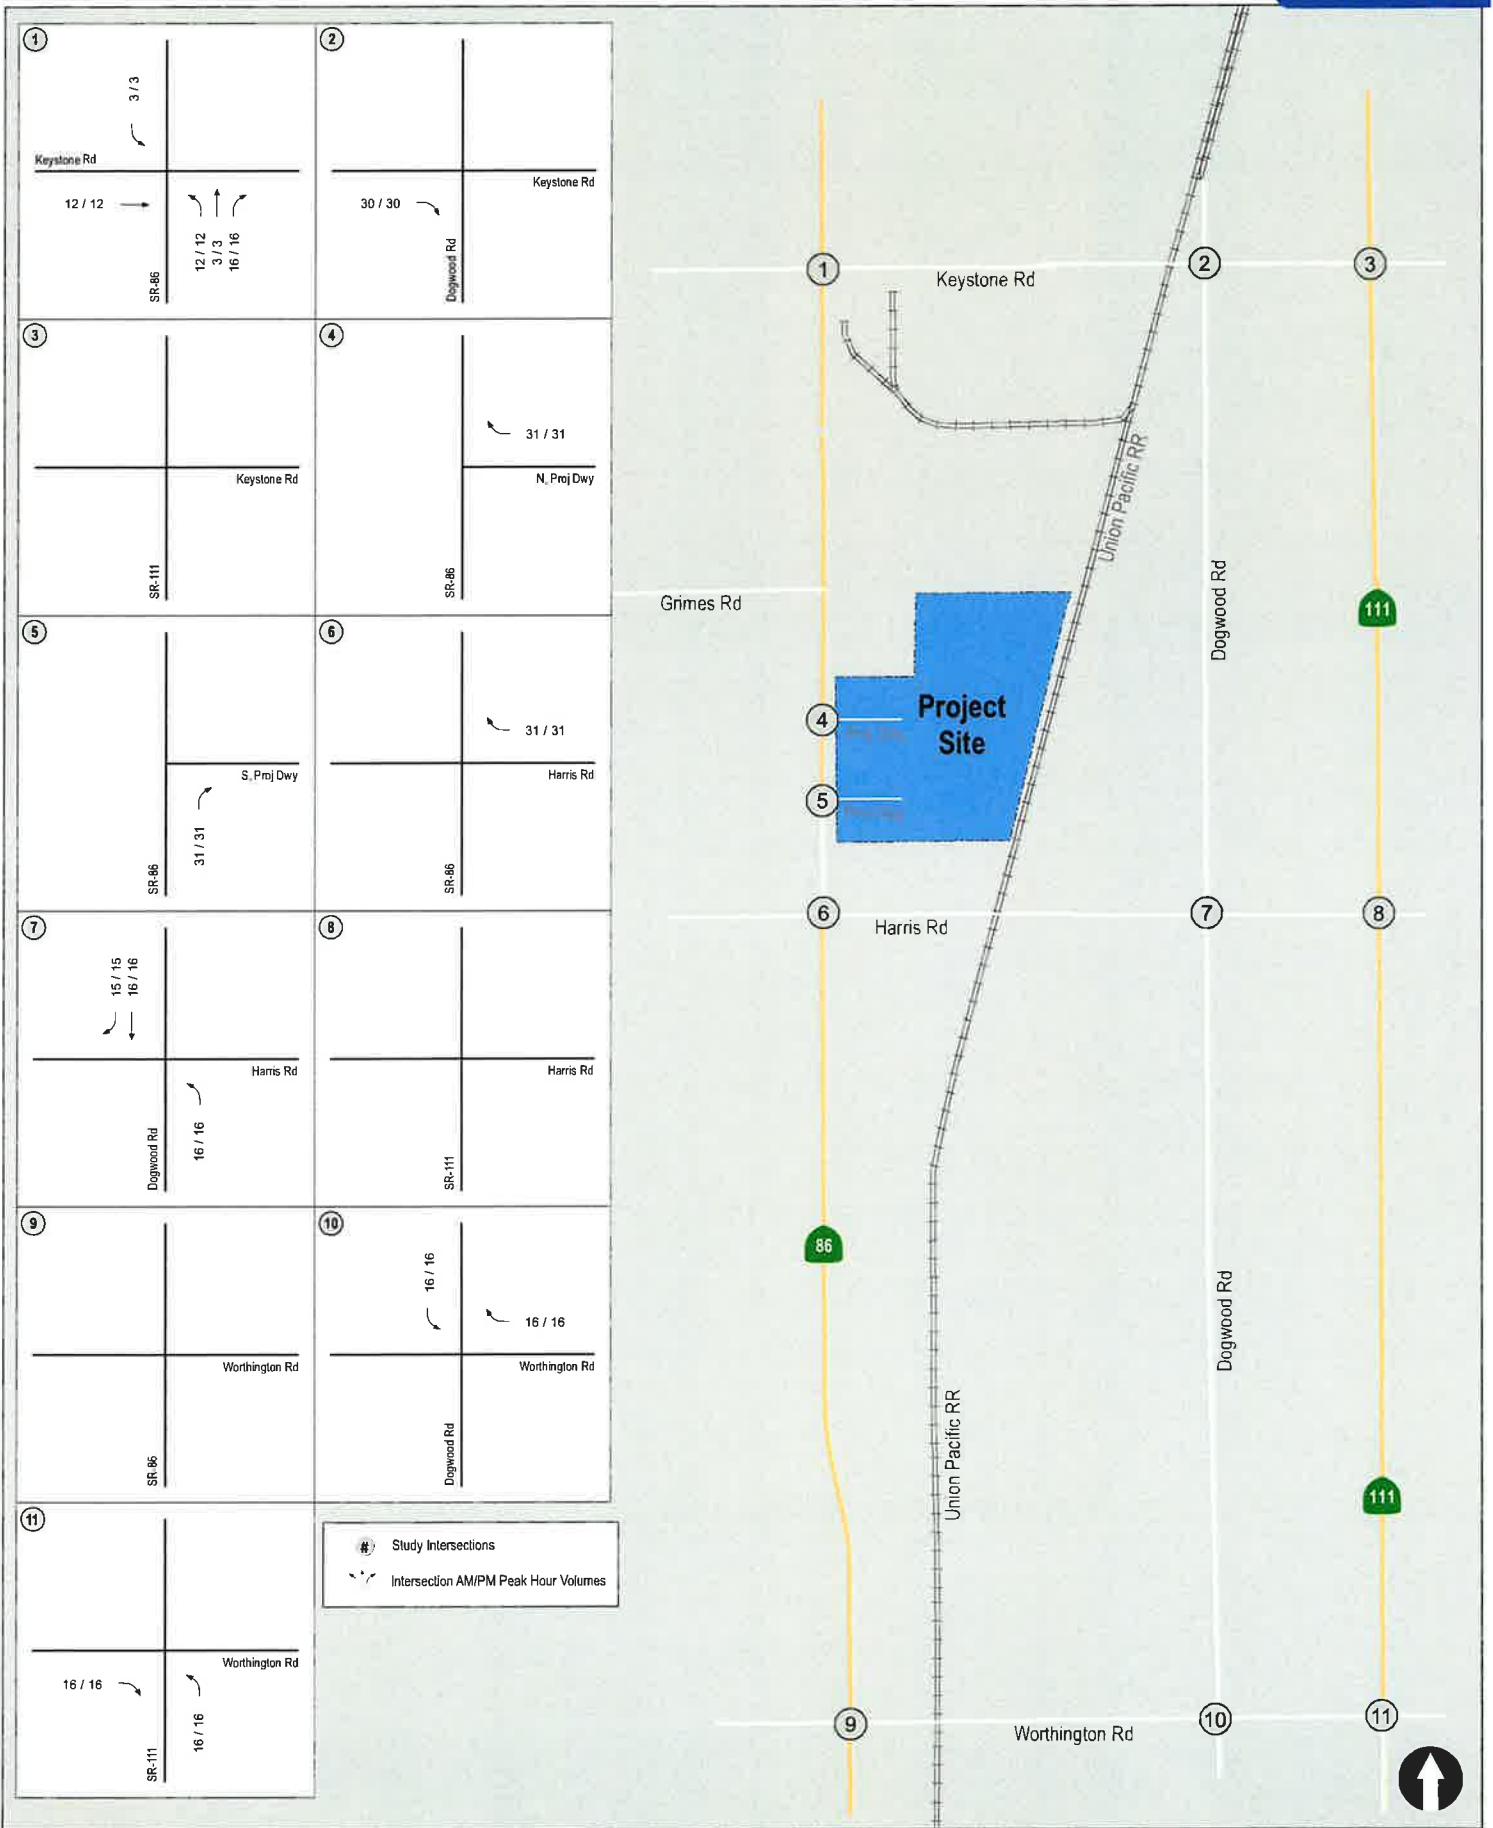 1
3 / 3
Keystone Rd
12 / 12
12 / 12
3 / 3
16 / 16
SR-86
2
Keystone Rd
30 / 30
Dogwood Rd
3
Keystone Rd
SR-111
4
31 / 31
N. Proj Dwy
SR-86
5
S. Proj Dwy
31 / 31
SR-86
6
31 / 31
Harris Rd
SR-86
7
15 / 15
16 / 16
Harris Rd
16 / 16
Dogwood Rd
8
Harris Rd
SR-111
9
Worthington Rd
SR-86
10
16 / 16
16 / 16
Worthington Rd
Dogwood Rd
11
Worthington Rd
16 / 16
16 / 16
SR-111
# Study Intersections
Intersection AM/PM Peak Hour Volumes
1
Keystone Rd
2
3
Union Pacific RR
Grimes Rd
Dogwood Rd
111
Project
Site
4
5
6
Harris Rd
7
8
86
Dogwood Rd
Union Pacific RR
111
9
Worthington Rd
10
11